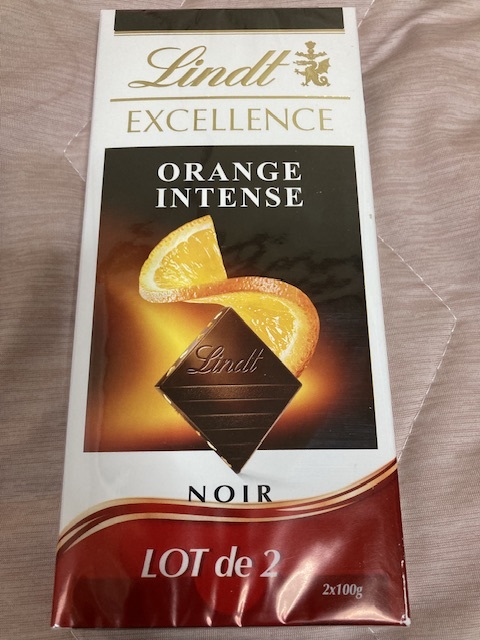 Lindt
EXCELLENCE
ORANGE
INTENSE
Lindt
NOIR
LOT de 2
2x100g